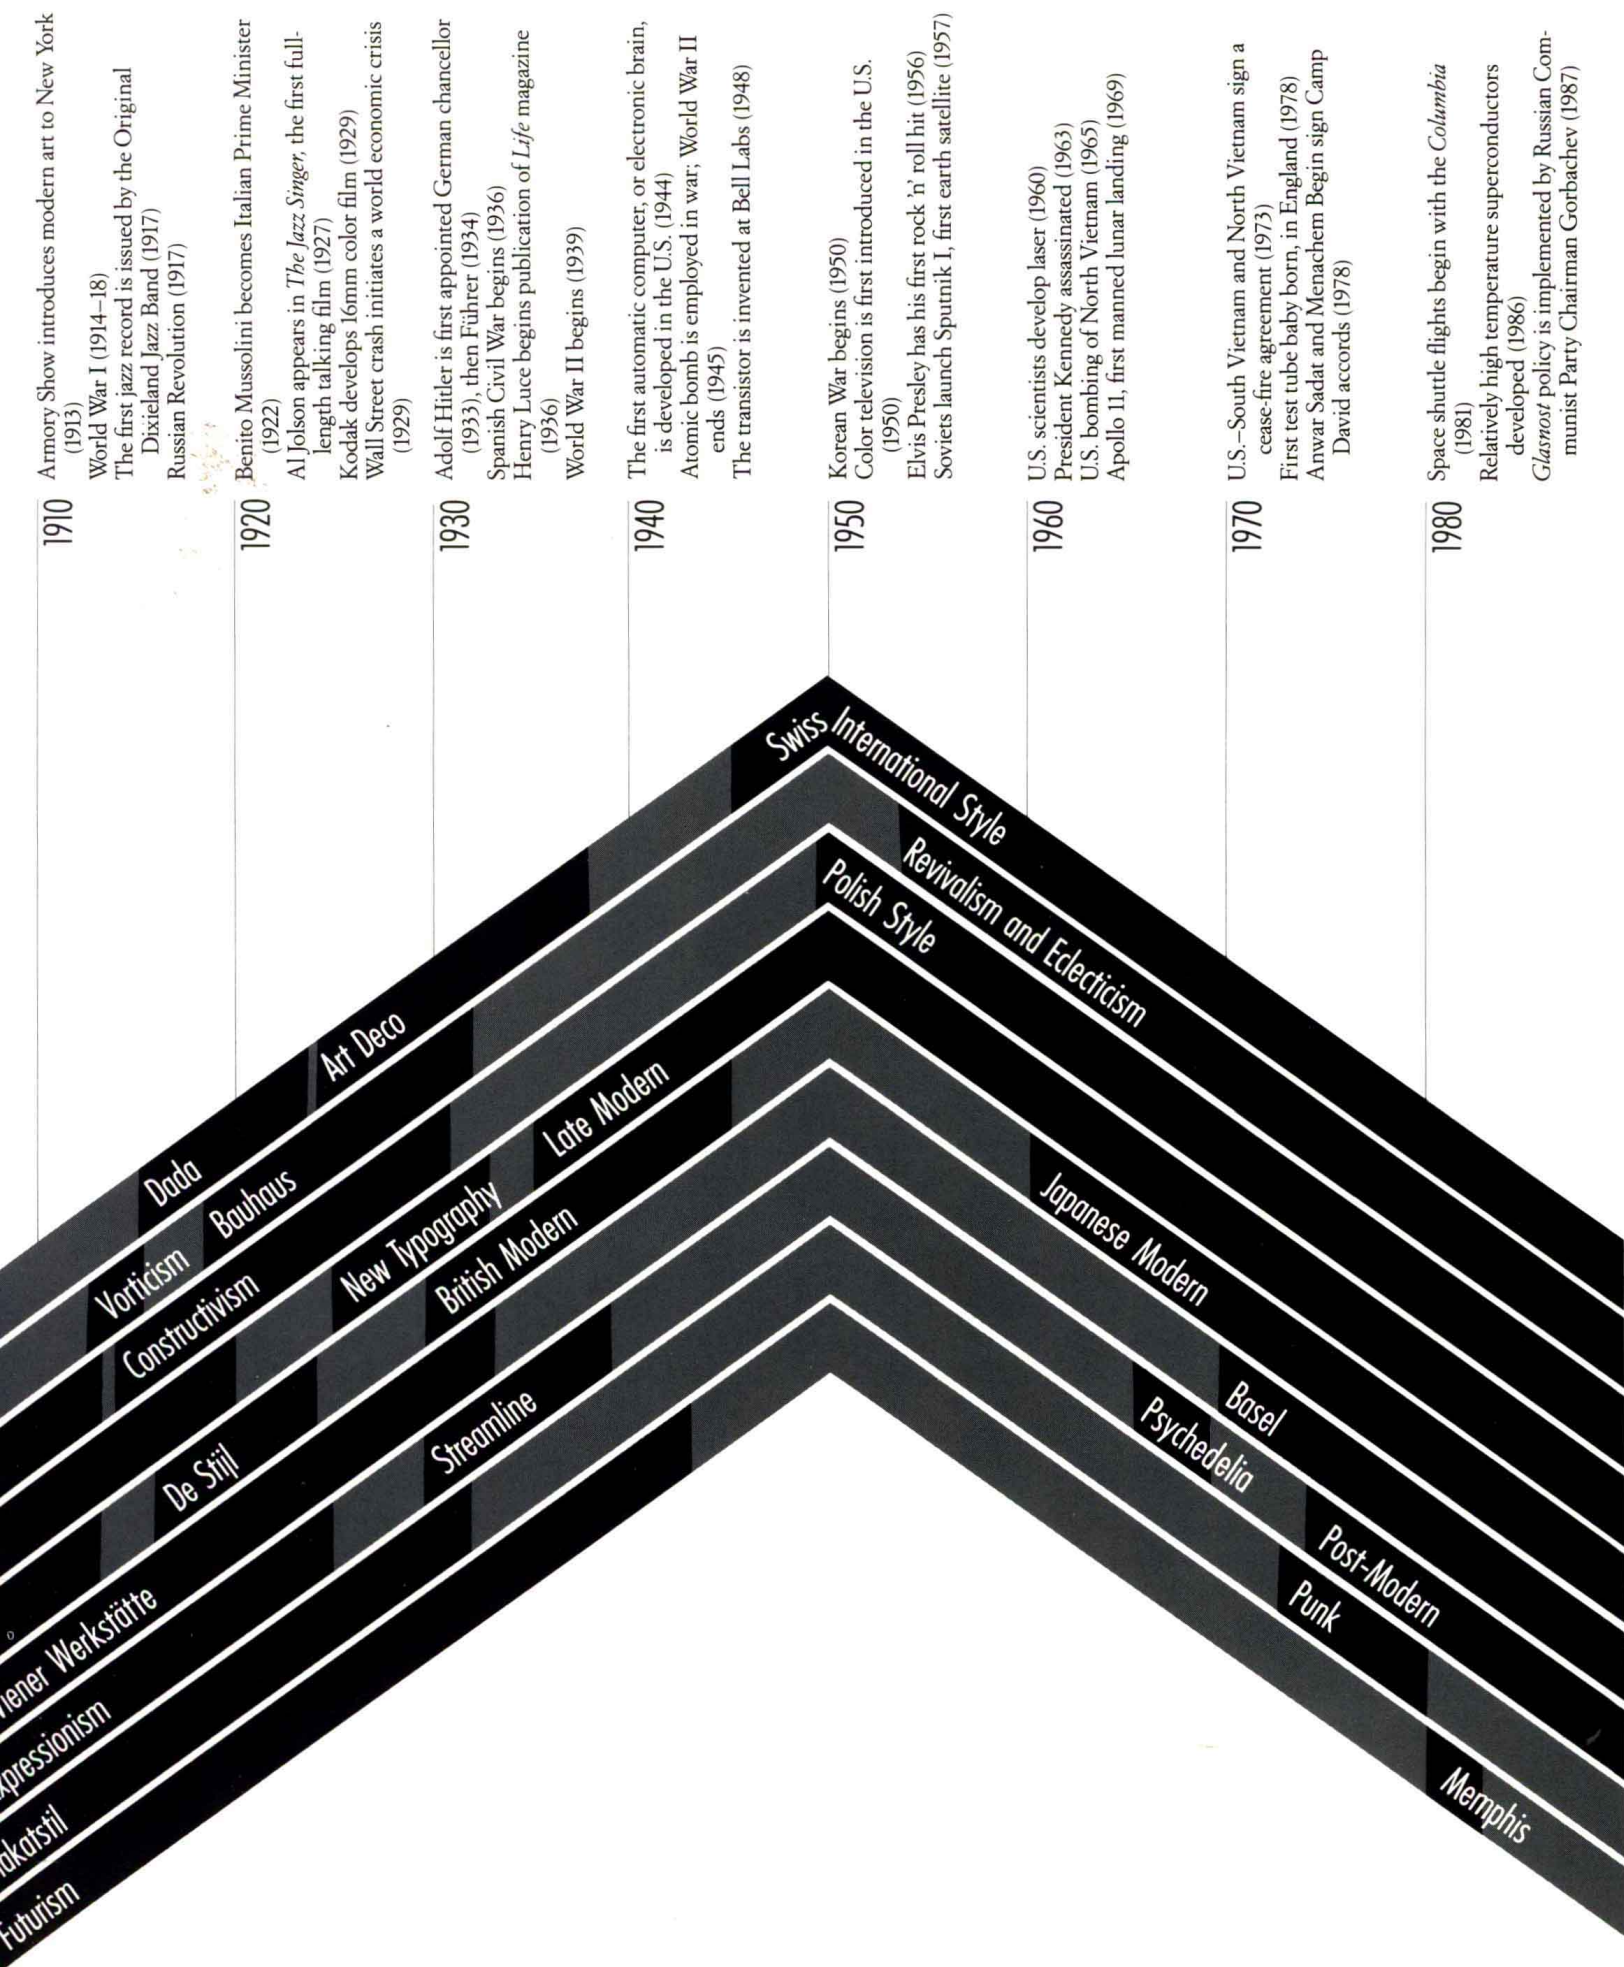 1910
Armory Show introduces modern art to New York
(1913)
World War I (1914–18)
The first jazz record is issued by the Original
Dixieland Jazz Band (1917)
Russian Revolution (1917)
1920
Benito Mussolini becomes Italian Prime Minister
(1922)
Al Jolson appears in The Jazz Singer, the first full-
length talking film (1927)
Kodak develops 16mm color film (1929)
Wall Street crash initiates a world economic crisis
(1929)
1930
Adolf Hitler is first appointed German chancellor
(1933), then Führer (1934)
Spanish Civil War begins (1936)
Henry Luce begins publication of Life magazine
(1936)
World War II begins (1939)
1940
The first automatic computer, or electronic brain,
is developed in the U.S. (1944)
Atomic bomb is employed in war; World War II
ends (1945)
The transistor is invented at Bell Labs (1948)
1950
Korean War begins (1950)
Color television is first introduced in the U.S.
(1950)
Elvis Presley has his first rock 'n' roll hit (1956)
Soviets launch Sputnik I, first earth satellite (1957)
1960
U.S. scientists develop laser (1960)
President Kennedy assassinated (1963)
U.S. bombing of North Vietnam (1965)
Apollo 11, first manned lunar landing (1969)
1970
U.S.–South Vietnam and North Vietnam sign a
cease-fire agreement (1973)
First test tube baby born, in England (1978)
Anwar Sadat and Menachem Begin sign Camp
David accords (1978)
1980
Space shuttle flights begin with the Columbia
(1981)
Relatively high temperature superconductors
developed (1986)
Glasnost policy is implemented by Russian Com-
munist Party Chairman Gorbachev (1987)
Swiss International Style
Revivalism and Eclecticism
Polish Style
Art Deco
Dada
Late Modern
Bauhaus
Vorticism
New Typography
British Modern
Constructivism
Japanese Modern
De Stijl
Streamline
Basel
Psychedelia
Post-Modern
Punk
iener Werkstätte
xpressionism
akatstil
Futurism
Memphis